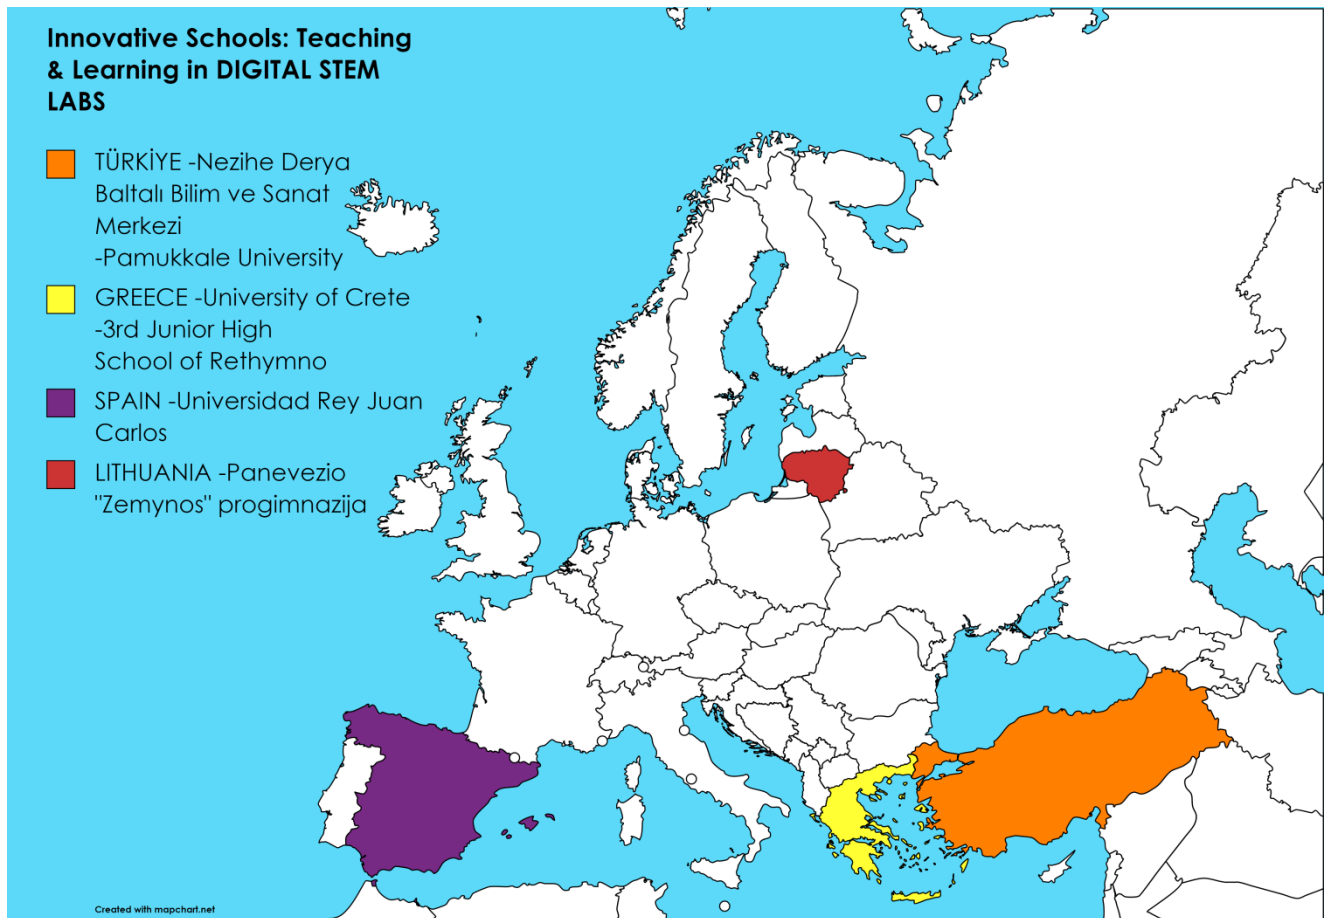 Innovative Schools: Teaching
& Learning in DIGITAL STEM
LABS
TÜRKİYE -Nezihe Derya
Baltalı Bilim ve Sanat
Merkezi
-Pamukkale University
GREECE -University of Crete
-3rd Junior High
School of Rethymno
SPAIN -Universidad Rey Juan
Carlos
LITHUANIA -Panevezio
"Zemynos" progimnazija
Created with mapchart.net